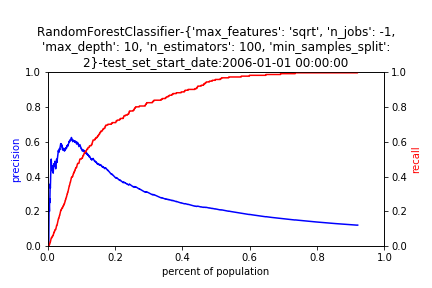 RandomForestClassifier-{'max_features': 'sqrt', 'n_jobs': -1,
'max_depth': 10, 'n_estimators': 100, 'min_samples_split':
2}-test_set_start_date:2006-01-01 00:00:00
1.0 1.0
0.8 0.8
0.6 0.6
precision recall
0.4 0.4
0.2 0.2
0.0 0.0
0.0 0.2 0.4 0.6 0.8 1.0
percent of population